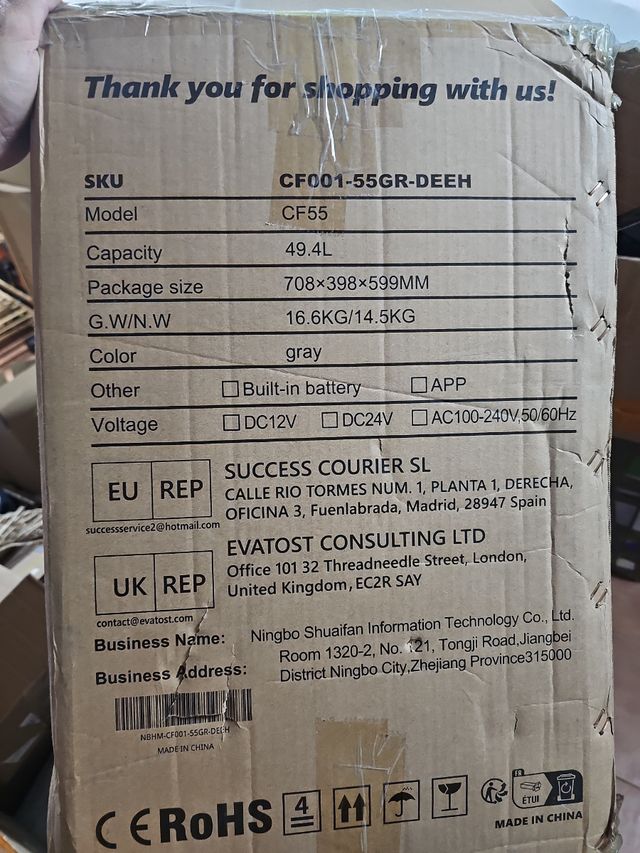 Thank you for shopping with us!
SKU CF001-55GR-DEEH
Model CF55
Capacity 49.4L
Package size 708×398×599MM
G.W/N.W 16.6KG/14.5KG
Color gray
Other Built-in battery APP
Voltage DC12V DC24V AC100-240V,50/60Hz
EU REP
SUCCESS COURIER SL
CALLE RIO TORMES NUM. 1, PLANTA 1, DERECHA,
OFICINA 3, Fuenlabrada, Madrid, 28947 Spain
successservice2@hotmail.com
UK REP
EVATOST CONSULTING LTD
Office 101 32 Threadneedle Street, London,
United Kingdom, EC2R SAY
contact@evatost.com
Business Name: Ningbo Shuaifan Information Technology Co., Ltd.
Business Address: Room 1320-2, No. 121, Tongji Road,Jiangbei
District Ningbo City,Zhejiang Province315000
NBHM-CF001-55GR-DEEH
MADE IN CHINA
CE RoHS 4
FR
ÉTUI
MADE IN CHINA